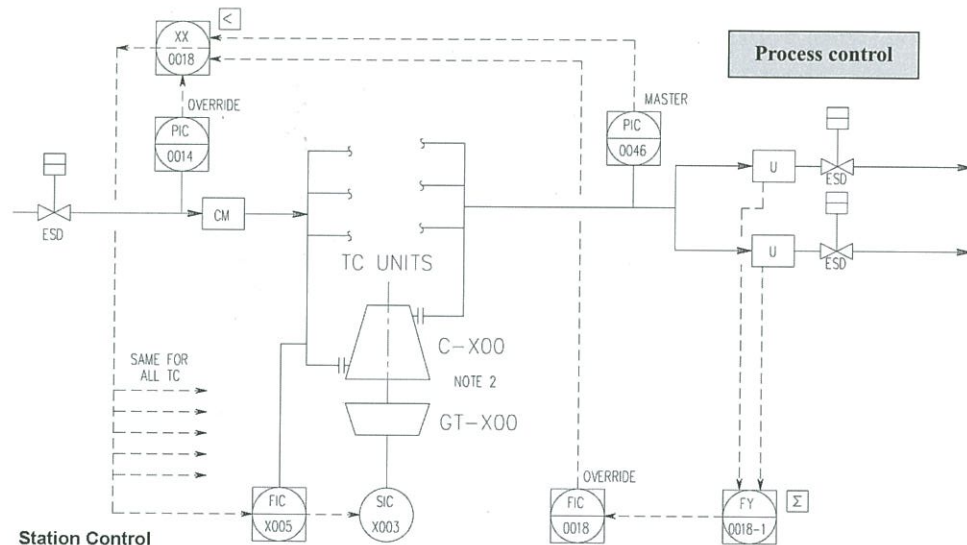 XX
0018
<
Process control
OVERRIDE
MASTER
PIC
0014
PIC
0046
U
ESD
CM
ESD
U
ESD
TC UNITS
C-X00
SAME FOR
ALL TC
NOTE 2
GT-X00
OVERRIDE
FIC
X005
SIC
X003
FIC
0018
FY
0018-1
Σ
Station Control